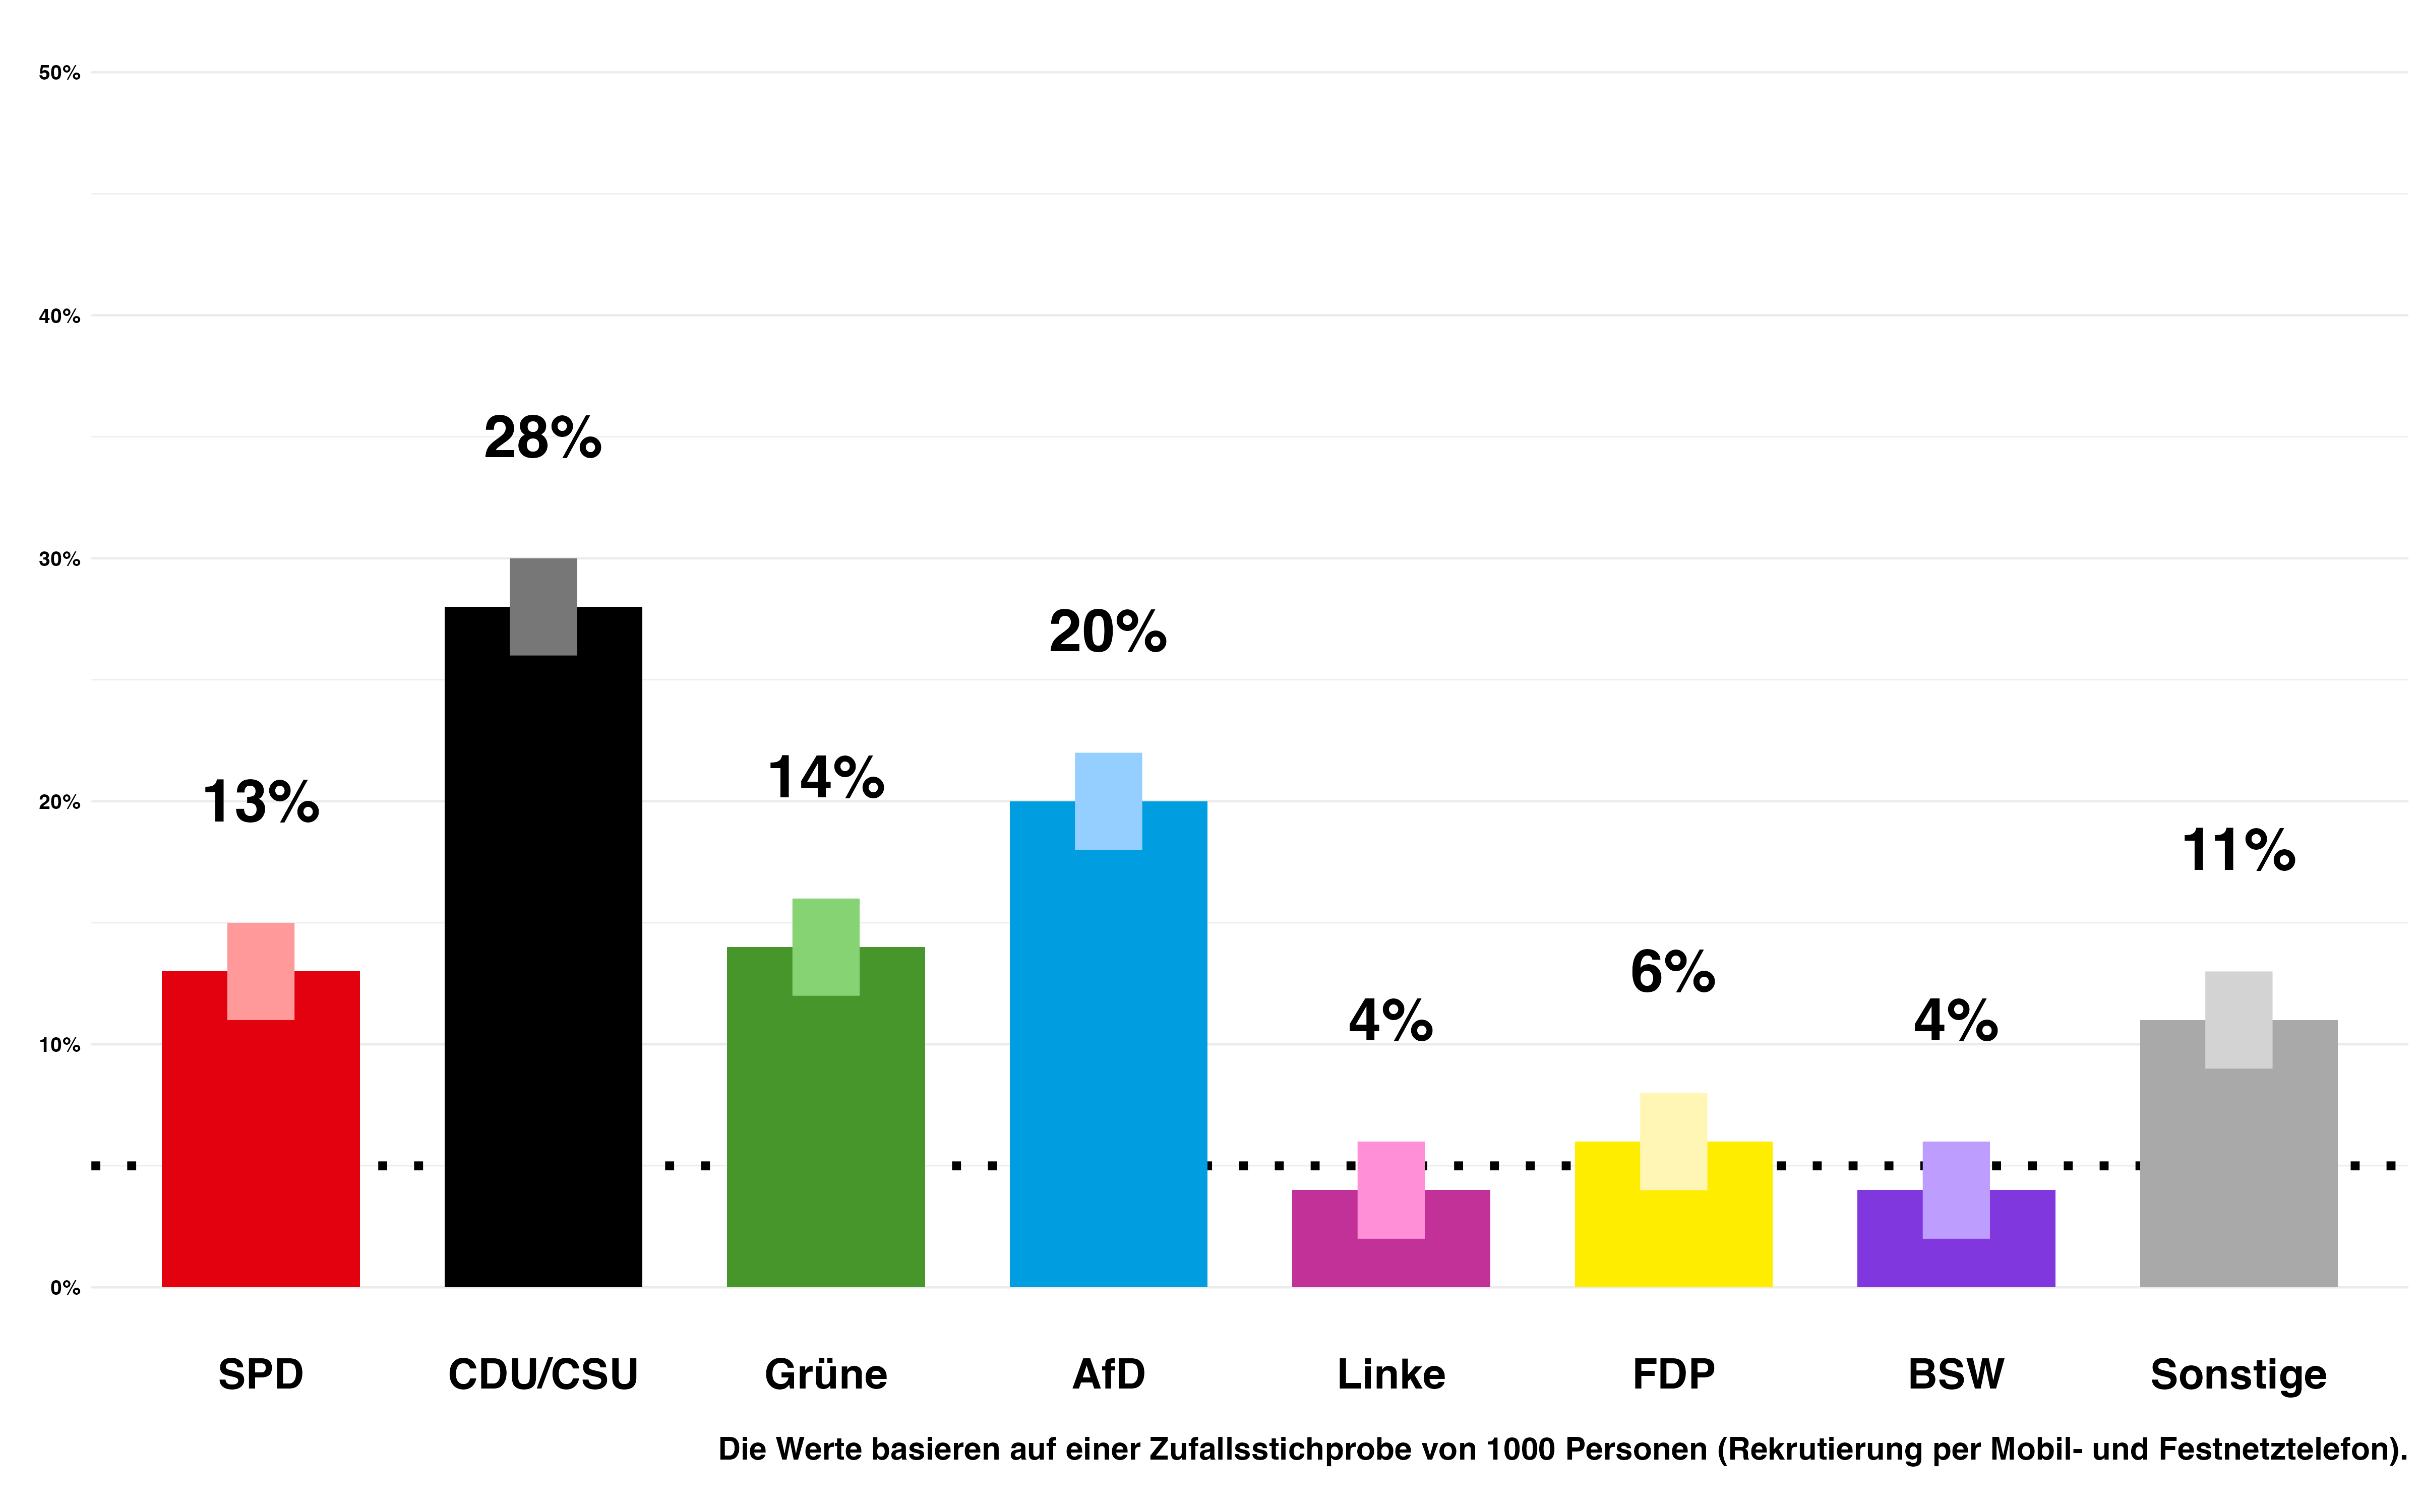 50%
40%
30%
20%
10%
0%
13%
28%
14%
20%
4%
6%
4%
11%
SPD
CDU/CSU
Grüne
AfD
Linke
FDP
BSW
Sonstige
Die Werte basieren auf einer Zufallsstichprobe von 1000 Personen (Rekrutierung per Mobil- und Festnetztelefon).